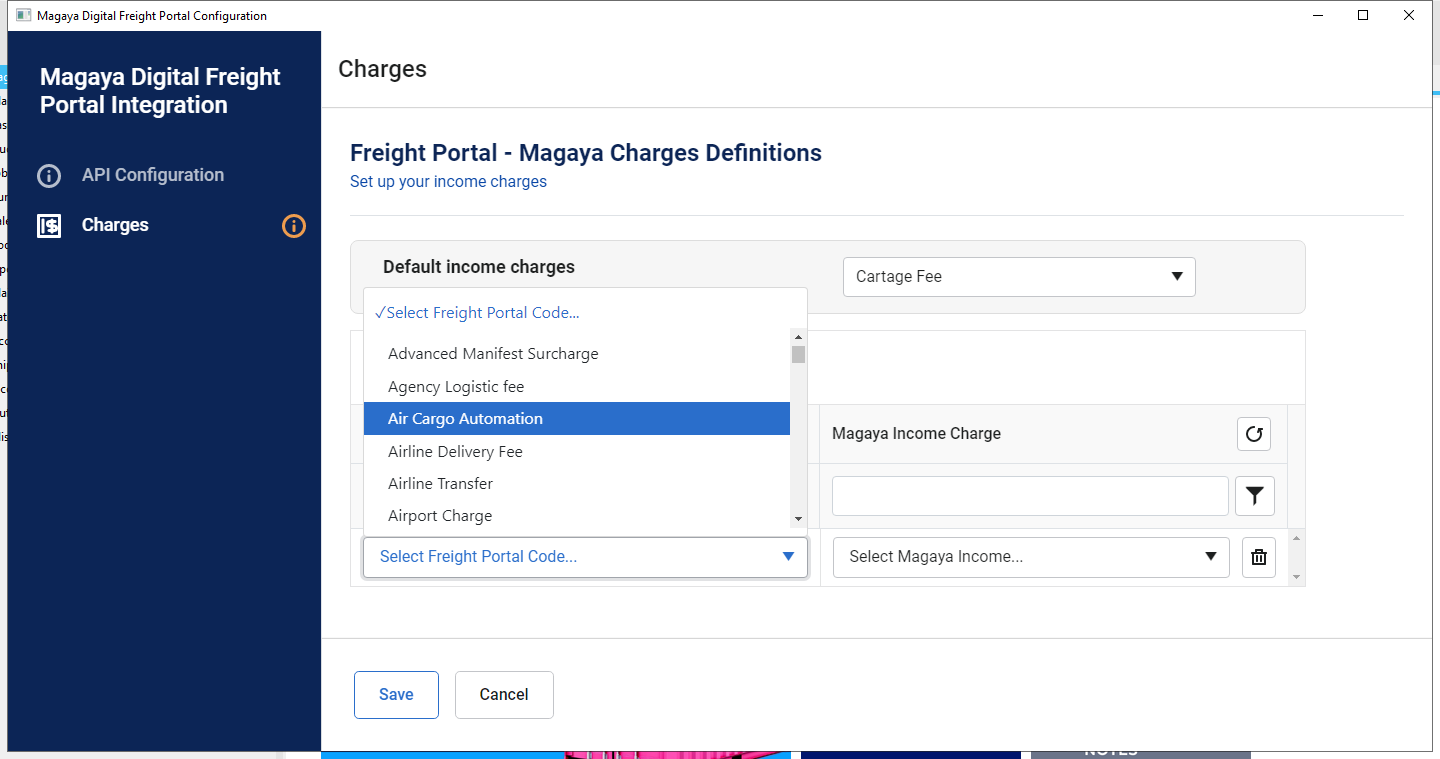 Magaya Digital Freight Portal Configuration
Magaya Digital Freight
Portal Integration
API Configuration
Charges
Charges
Freight Portal - Magaya Charges Definitions
Set up your income charges
Default income charges
Cartage Fee
✓Select Freight Portal Code...
Advanced Manifest Surcharge
Agency Logistic fee
Air Cargo Automation
Airline Delivery Fee
Airline Transfer
Airport Charge
Magaya Income Charge
Select Freight Portal Code...
Select Magaya Income...
Save
Cancel
NOTES